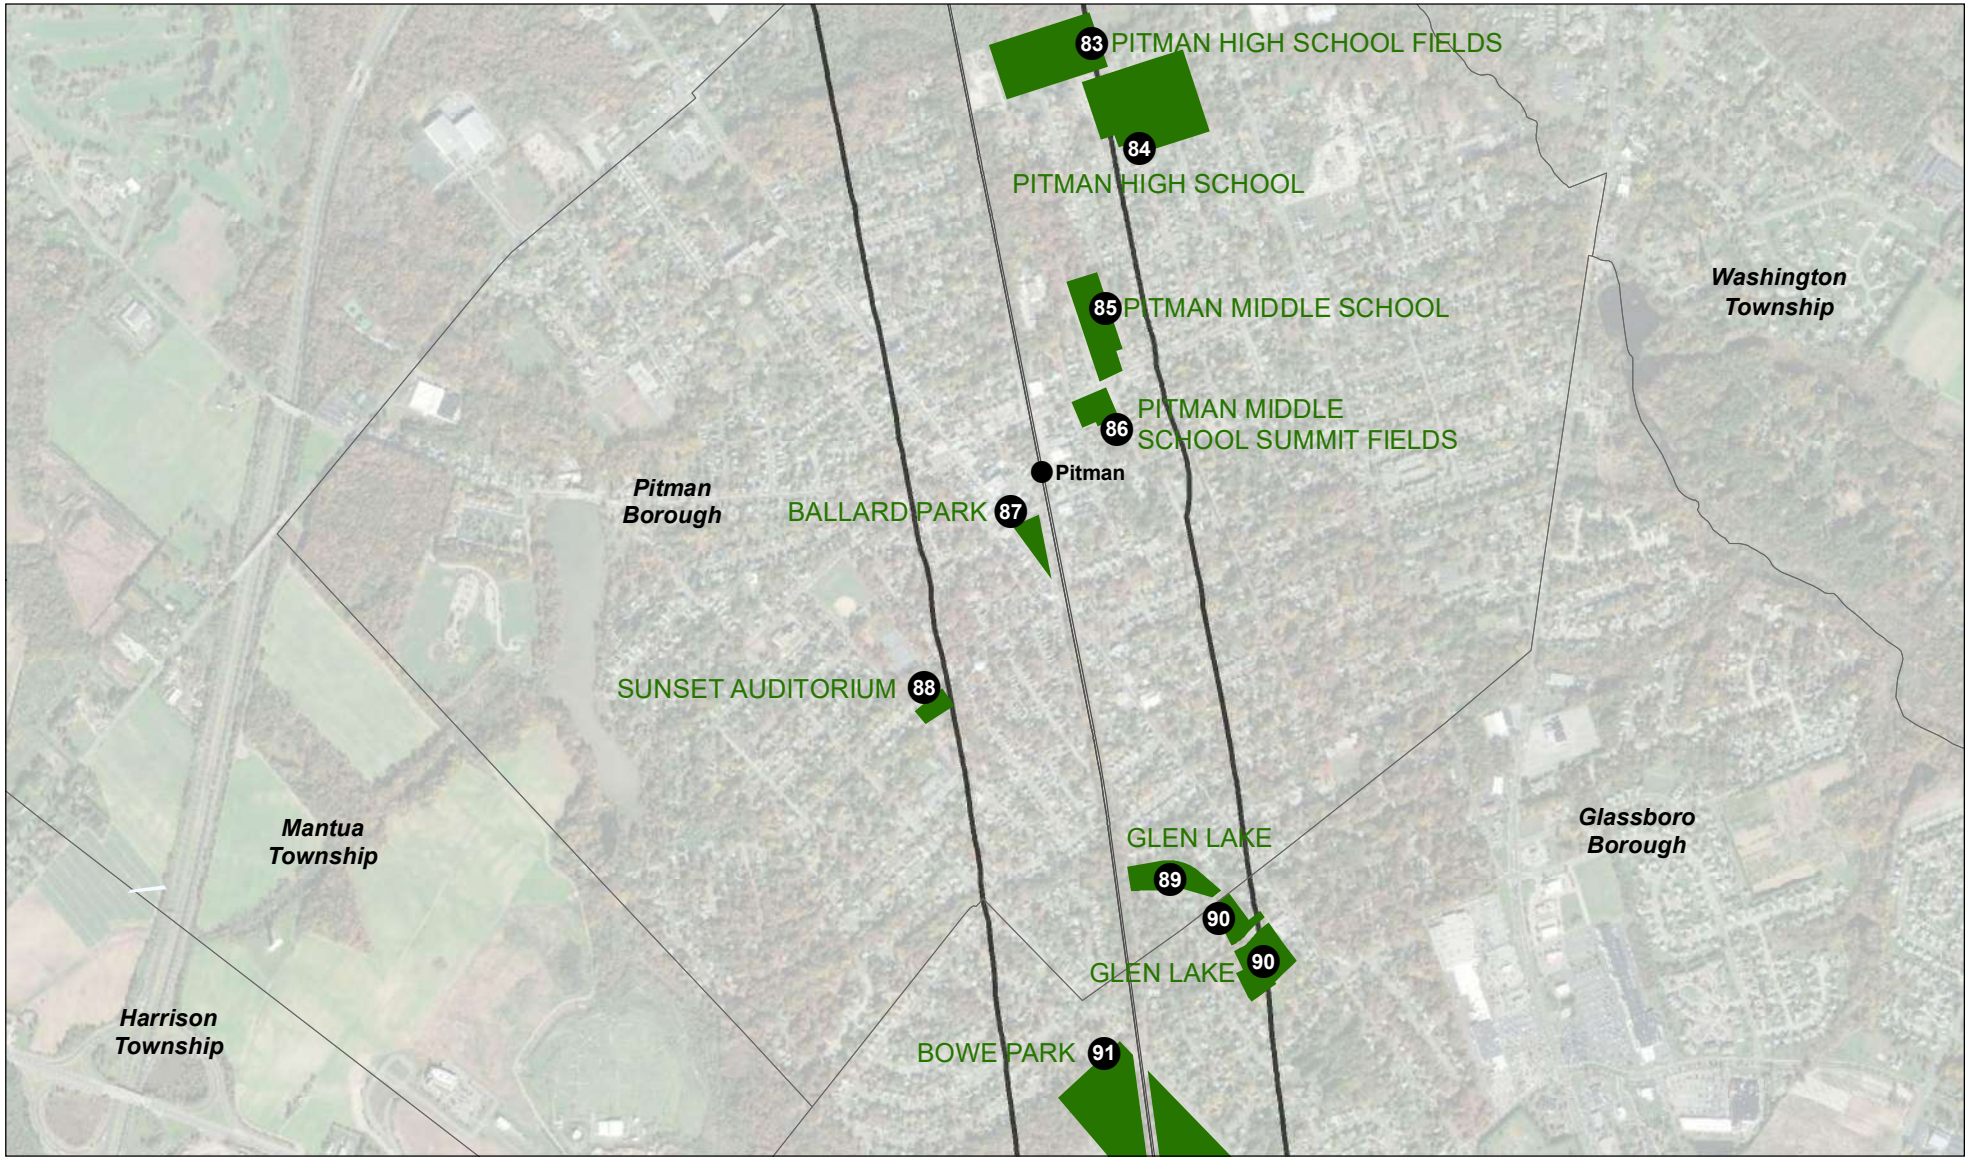 83 PITMAN HIGH SCHOOL FIELDS
84
PITMAN HIGH SCHOOL
Washington
Township
85 PITMAN MIDDLE SCHOOL
PITMAN MIDDLE
86 SCHOOL SUMMIT FIELDS
Pitman
Pitman
Borough
BALLARD PARK 87
SUNSET AUDITORIUM 88
Mantua
Township
GLEN LAKE
89
Glassboro
Borough
90
GLEN LAKE 90
Harrison
Township
BOWE PARK 91